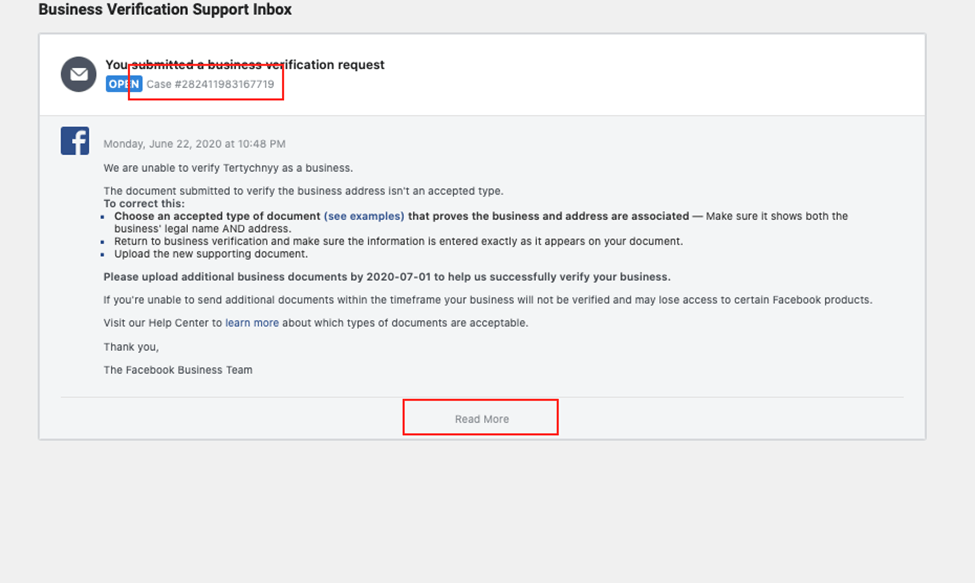 Business Verification Support Inbox
You submitted a business verification request
OPEN Case #282411983167719
f
Monday, June 22, 2020 at 10:48 PM
We are unable to verify Tertychnyy as a business.
The document submitted to verify the business address isn't an accepted type.
To correct this:
Choose an accepted type of document (see examples) that proves the business and address are associated — Make sure it shows both the
business' legal name AND address.
Return to business verification and make sure the information is entered exactly as it appears on your document.
Upload the new supporting document.
Please upload additional business documents by 2020-07-01 to help us successfully verify your business.
If you're unable to send additional documents within the timeframe your business will not be verified and may lose access to certain Facebook products.
Visit our Help Center to learn more about which types of documents are acceptable.
Thank you,
The Facebook Business Team
Read More